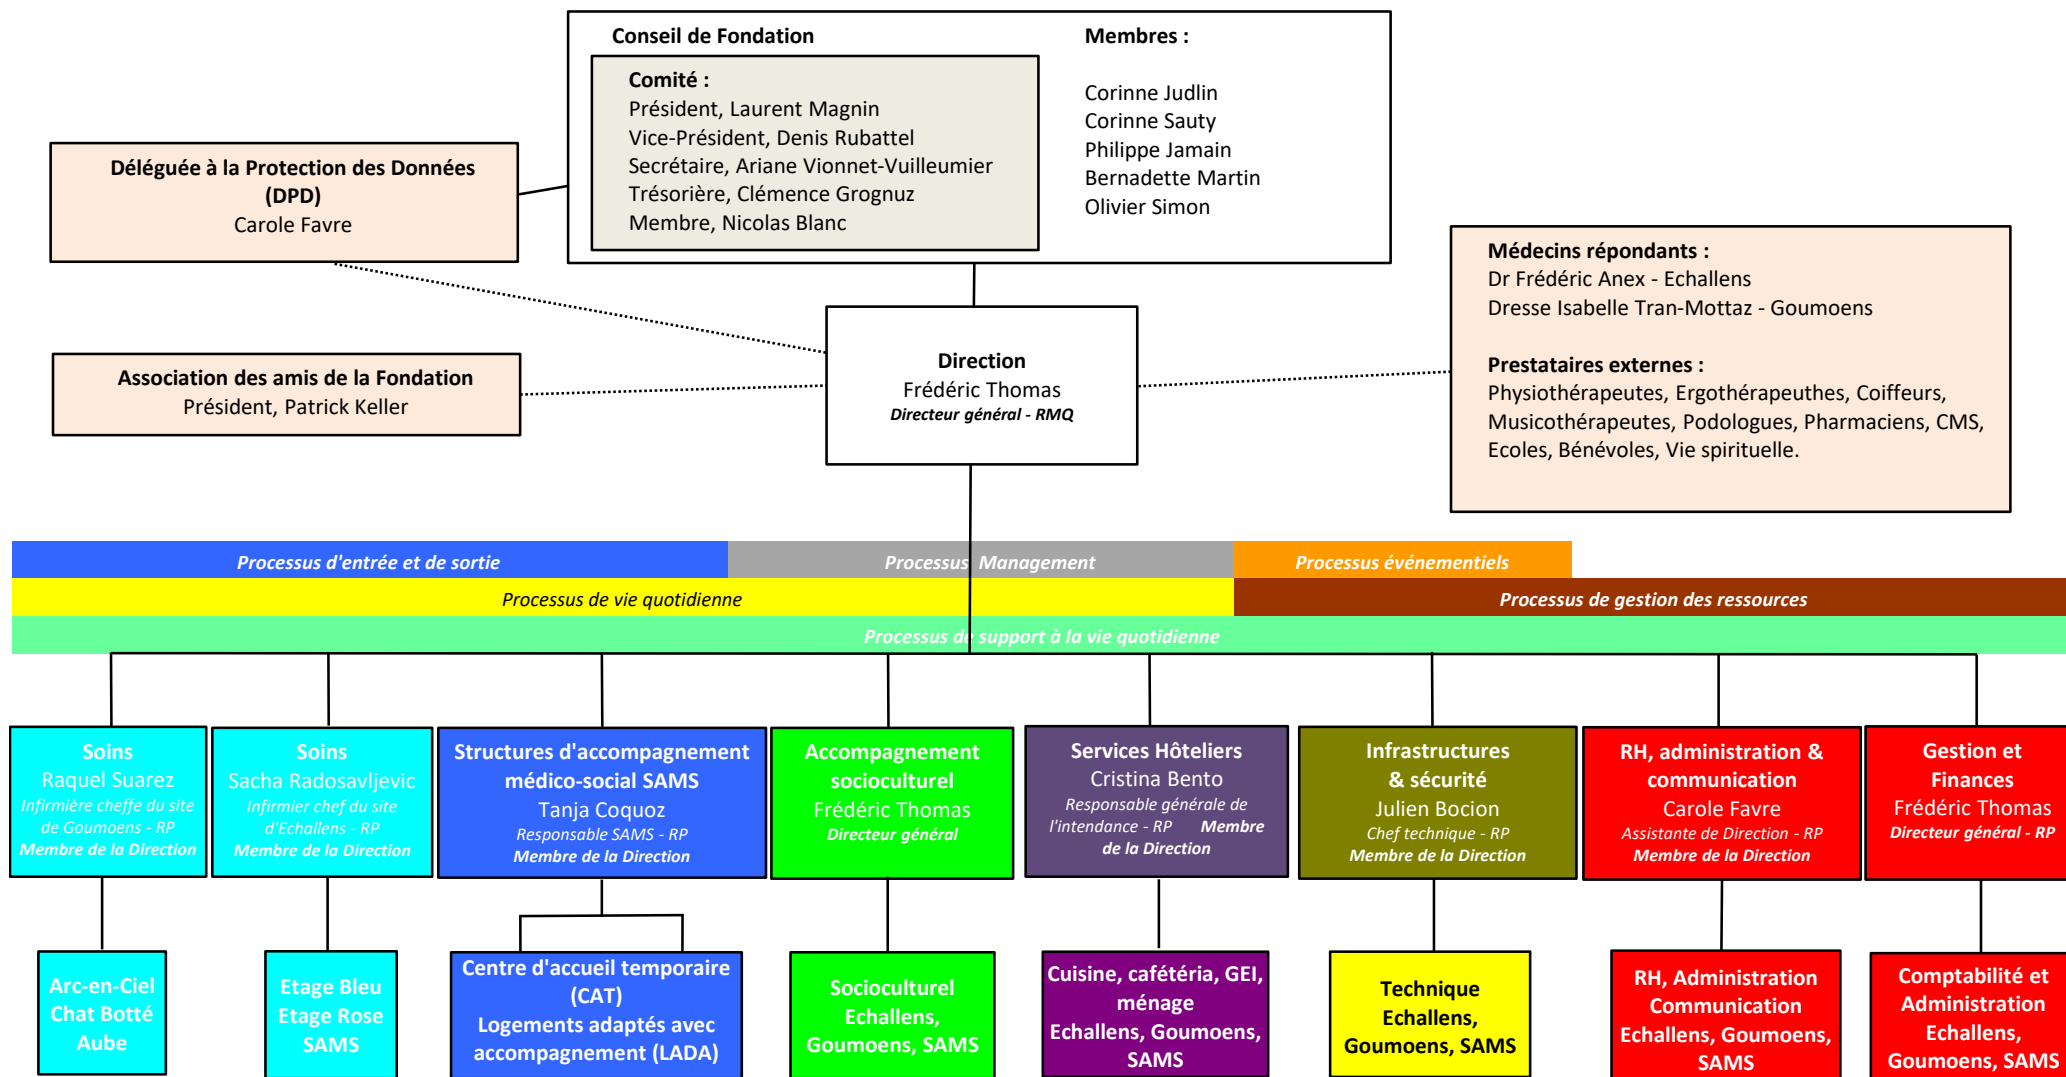 Conseil de Fondation
Comité :
Président, Laurent Magnin
Vice-Président, Denis Rubattel
Secrétaire, Ariane Vionnet-Vuilleumier
Trésorière, Clémence Grognuz
Membre, Nicolas Blanc
Membres :
Corinne Judlin
Corinne Sauty
Philippe Jamain
Bernadette Martin
Olivier Simon
Déléguée à la Protection des Données
(DPD)
Carole Favre
Association des amis de la Fondation
Président, Patrick Keller
Direction
Frédéric Thomas
Directeur général - RMQ
Médecins répondants :
Dr Frédéric Anex - Echallens
Dresse Isabelle Tran-Mottaz - Goumoens
Prestataires externes :
Physiothérapeutes, Ergothérapeuthes, Coiffeurs,
Musicothérapeutes, Podologues, Pharmaciens, CMS,
Ecoles, Bénévoles, Vie spirituelle.
Processus d'entrée et de sortie
Processus Management
Processus événementiels
Processus de vie quotidienne
Processus de gestion des ressources
Processus de support à la vie quotidienne
Soins
Raquel Suarez
Infirmière cheffe du site
de Goumoens - RP
Membre de la Direction
Soins
Sacha Radosavljevic
Infirmier chef du site
d'Echallens - RP
Membre de la Direction
Structures d'accompagnement
médico-social SAMS
Tanja Coquoz
Responsable SAMS - RP
Membre de la Direction
Accompagnement
socioculturel
Frédéric Thomas
Directeur général
Services Hôteliers
Cristina Bento
Responsable générale de
l'intendance - RP Membre
de la Direction
Infrastructures
& sécurité
Julien Bocion
Chef technique - RP
Membre de la Direction
RH, administration &
communication
Carole Favre
Assistante de Direction - RP
Membre de la Direction
Gestion et
Finances
Frédéric Thomas
Directeur général - RP
Arc-en-Ciel
Chat Botté
Aube
Etage Bleu
Etage Rose
SAMS
Centre d'accueil temporaire
(CAT)
Logements adaptés avec
accompagnement (LADA)
Socioculturel
Echallens,
Goumoens, SAMS
Cuisine, cafétéria, GEI,
ménage
Echallens, Goumoens,
SAMS
Technique
Echallens,
Goumoens, SAMS
RH, Administration
Communication
Echallens, Goumoens,
SAMS
Comptabilité et
Administration
Echallens,
Goumoens, SAMS